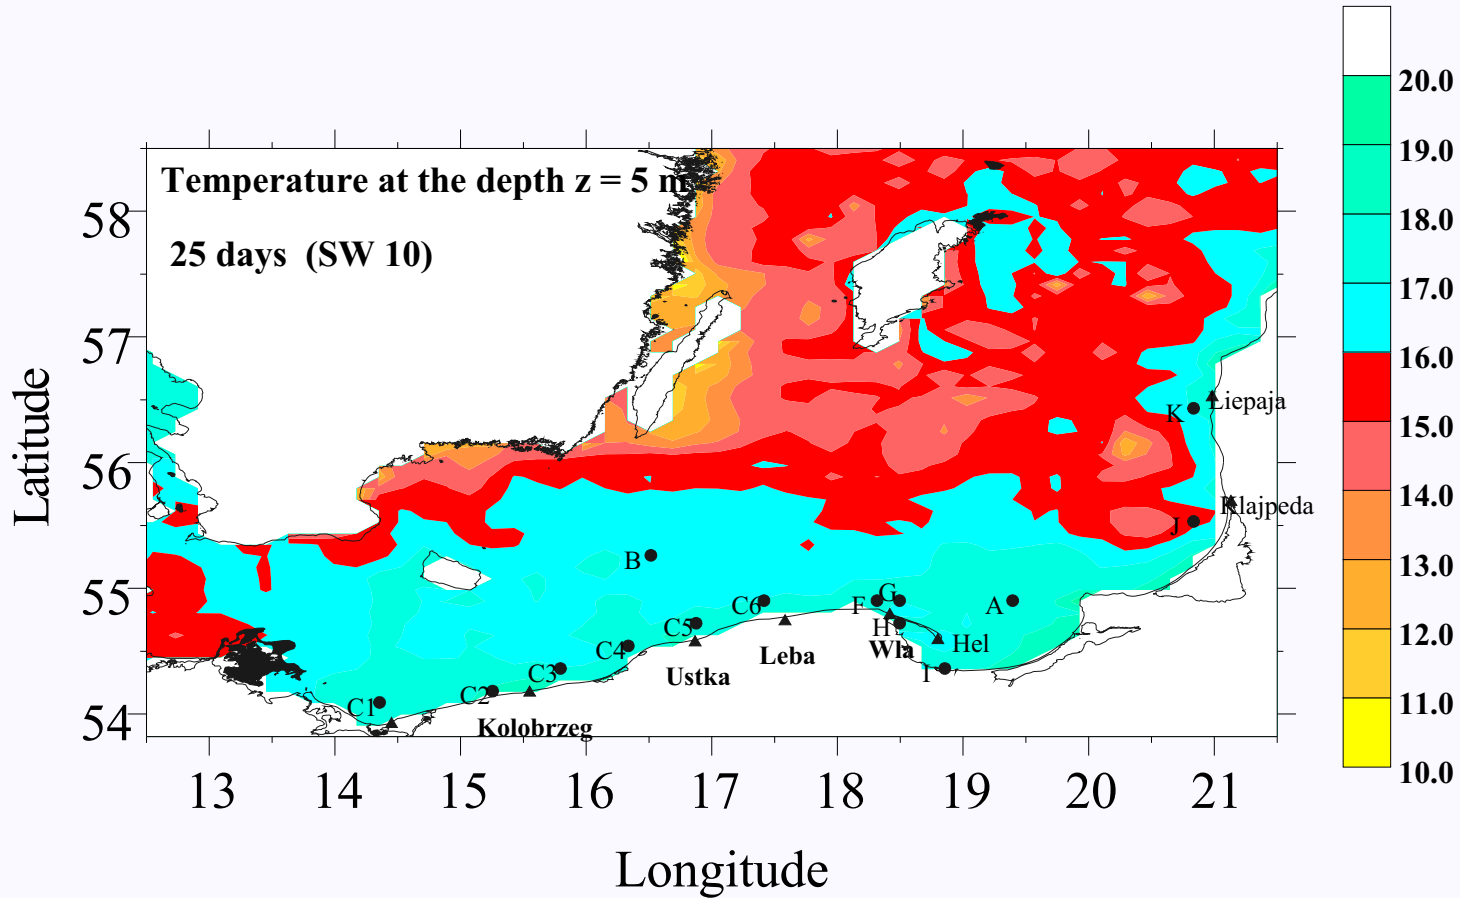 Temperature at the depth z = 5 m
25 days (SW 10)
Latitude
58
57
56
55
54
13 14 15 16 17 18 19 20 21
Longitude
20.0
19.0
18.0
17.0
16.0
15.0
14.0
13.0
12.0
11.0
10.0
K Liepaja
Klajpeda
J
B
C6 F G A
C5 H Hel
C4 Leba Wla
C3 Ustka I
C1 C2
Kolobrzeg